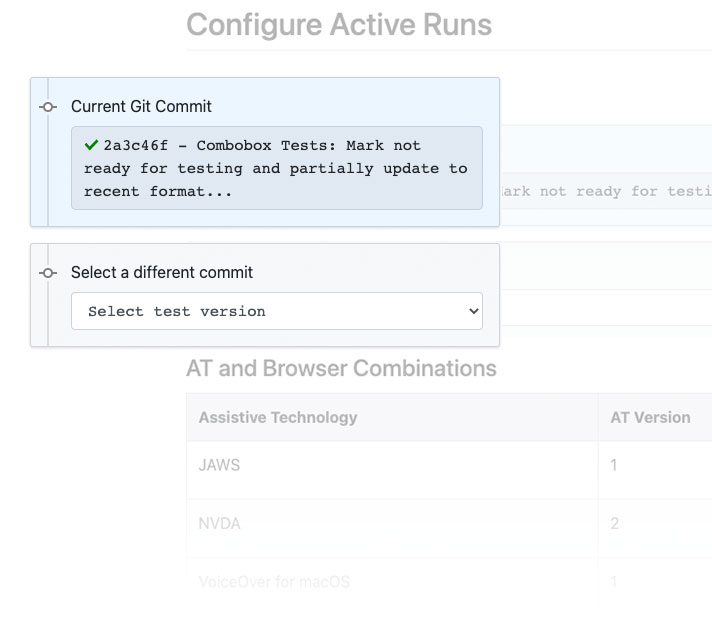 Configure Active Runs
Current Git Commit
2a3c46f - Combobox Tests: Mark not
ready for testing and partially update to
recent format...
ark not ready for testi
Select a different commit
Select test version
AT and Browser Combinations
Assistive Technology AT Version
JAWS 1
NVDA 2
VoiceOver for macOS 1